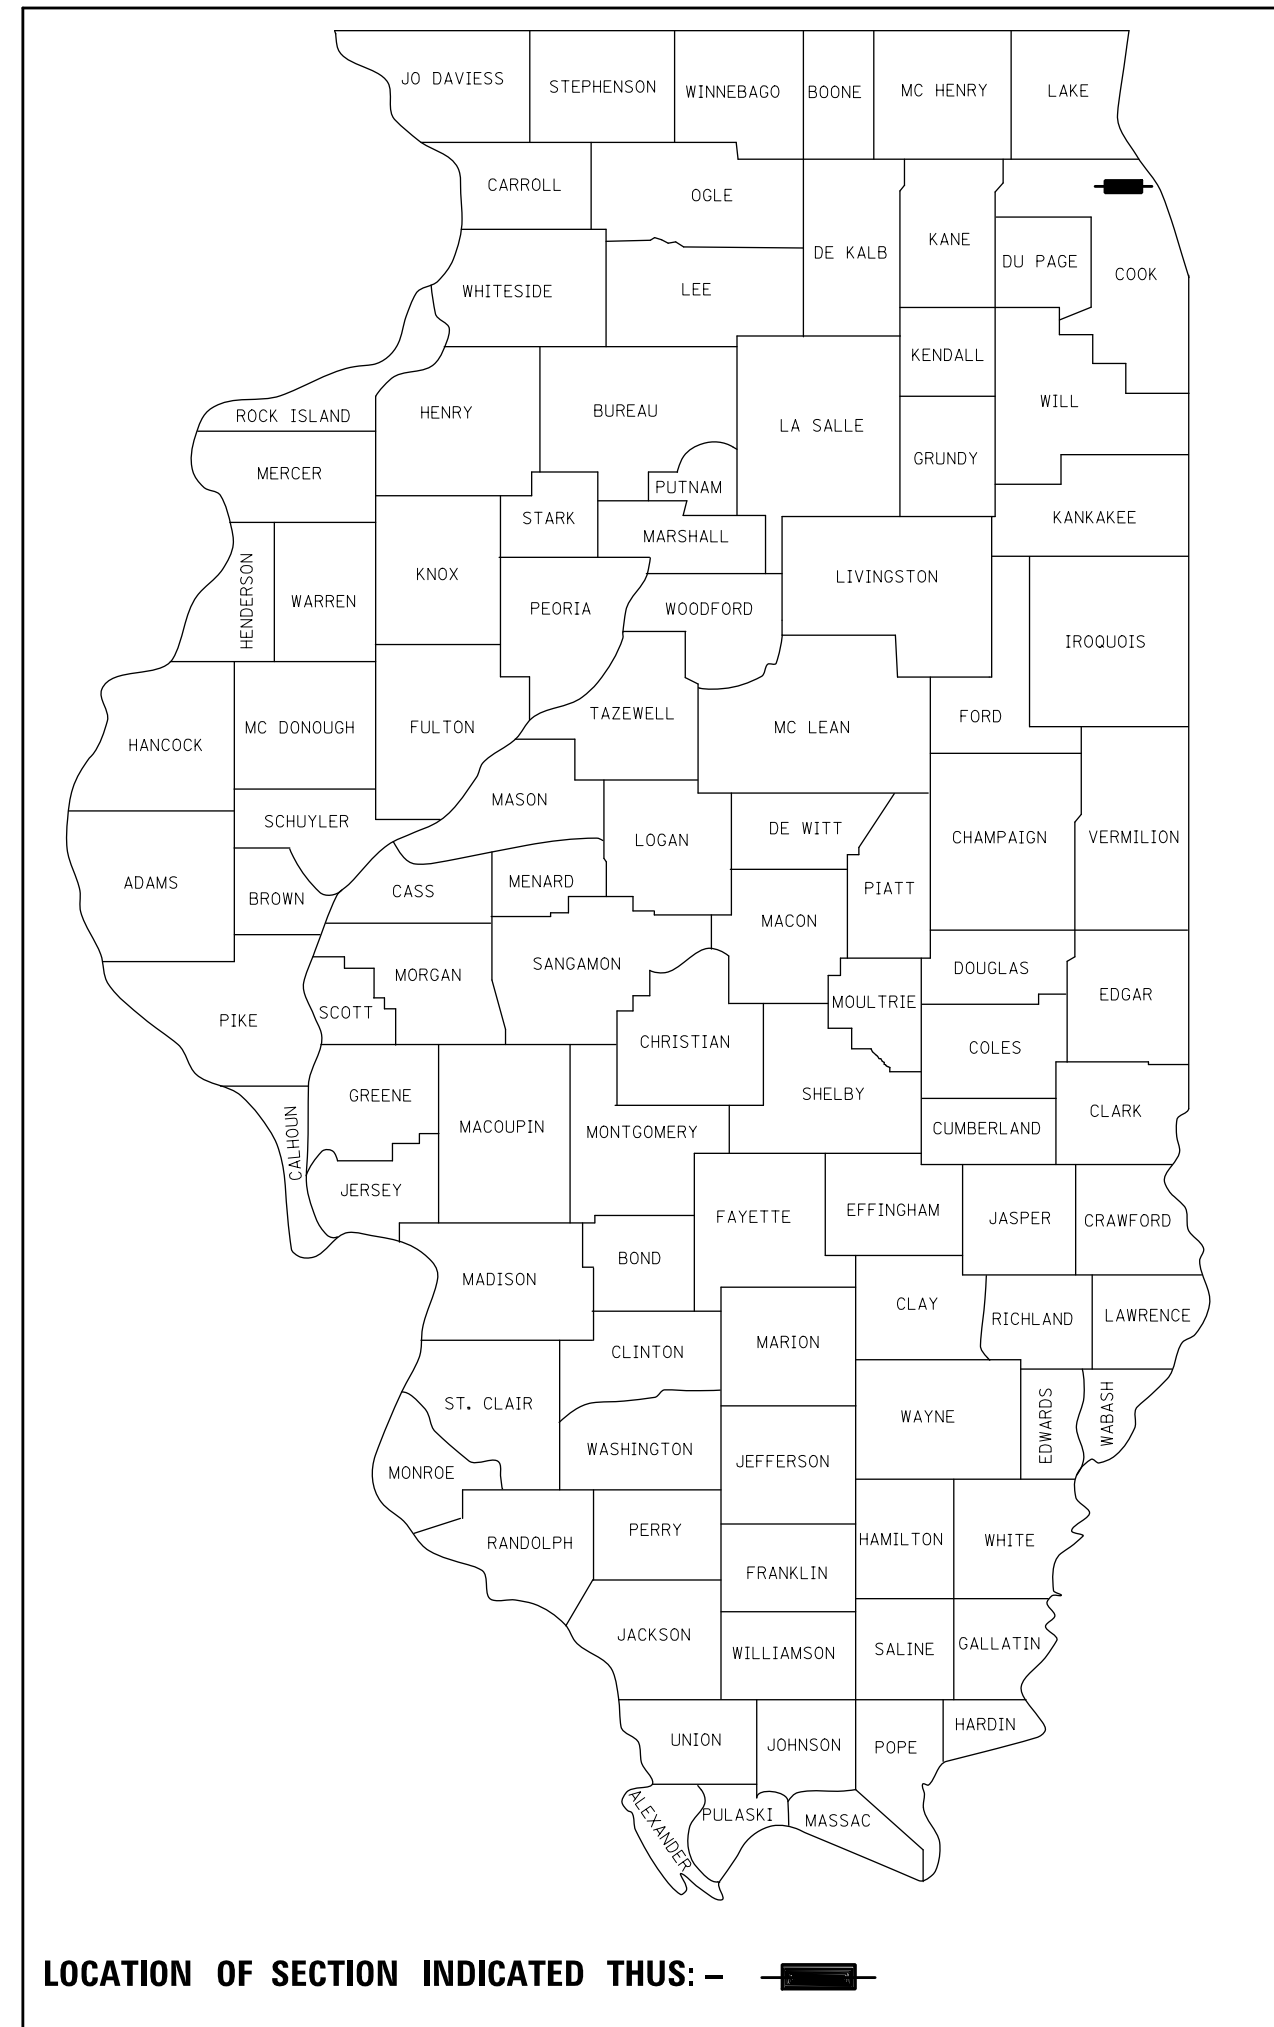 JO DAVIESS
STEPHENSON
WINNEBAGO
BOONE
MC HENRY
LAKE
CARROLL
OGLE
DE KALB
KANE
DU PAGE
COOK
WHITESIDE
LEE
KENDALL
ROCK ISLAND
HENRY
BUREAU
LA SALLE
WILL
MERCER
PUTNAM
GRUNDY
STARK
MARSHALL
KANKAKEE
HENDERSON
WARREN
KNOX
PEORIA
WOODFORD
LIVINGSTON
IROQUOIS
HANCOCK
MC DONOUGH
FULTON
TAZEWELL
MC LEAN
FORD
SCHUYLER
MASON
LOGAN
DE WITT
CHAMPAIGN
VERMILION
ADAMS
BROWN
CASS
MENARD
MACON
PIATT
PIKE
SCOTT
MORGAN
SANGAMON
CHRISTIAN
MOULTRIE
DOUGLAS
EDGAR
COLES
CALHOUN
GREENE
MACOUPIN
MONTGOMERY
SHELBY
CUMBERLAND
CLARK
JERSEY
FAYETTE
EFFINGHAM
JASPER
CRAWFORD
MADISON
BOND
CLAY
RICHLAND
LAWRENCE
CLINTON
MARION
ST. CLAIR
WAYNE
EDWARDS
WABASH
MONROE
WASHINGTON
JEFFERSON
RANDOLPH
PERRY
FRANKLIN
HAMILTON
WHITE
JACKSON
WILLIAMSON
SALINE
GALLATIN
UNION
JOHNSON
POPE
HARDIN
ALEXANDER
PULASKI
MASSAC
LOCATION OF SECTION INDICATED THUS: –